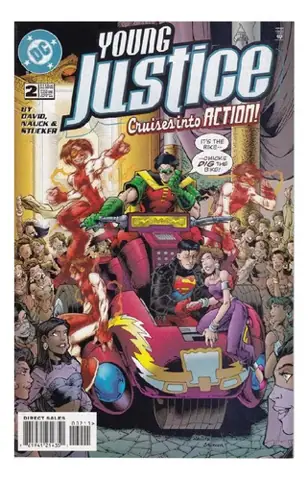 DC
YOUNG
Justice
Cruises into ACTION!
2
BY
DAVID,
NAUCK &
STUCKER
IT'S THE
BIKE--
--CHICKS
DIG THE
BIKE!
DIRECT SALES